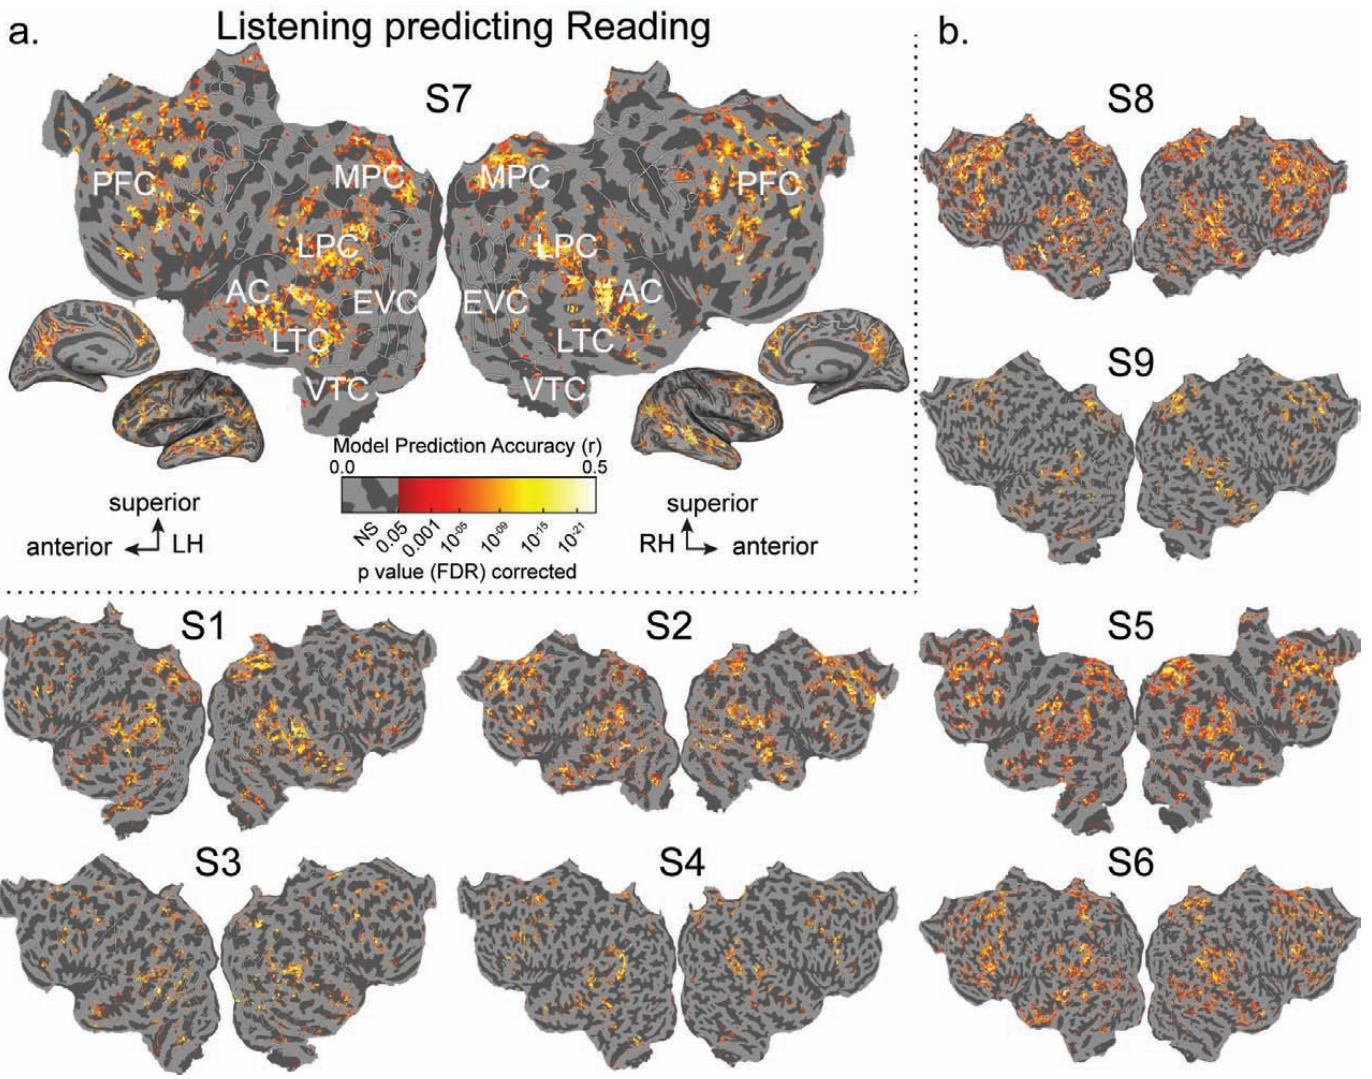 a.
Listening predicting Reading
b.
S7
S8
PFC
MPC
MPC
PFC
LPC
LPC
AC
EVC
EVC
AC
LTC
LTC
VTC
VTC
S9
Model Prediction Accuracy (r)
0.0
0.5
NS
0.05
0.001
10-05
10-09
10-15
10-21
p value (FDR) corrected
superior
anterior
LH
superior
RH
anterior
S1
S2
S5
S3
S4
S6